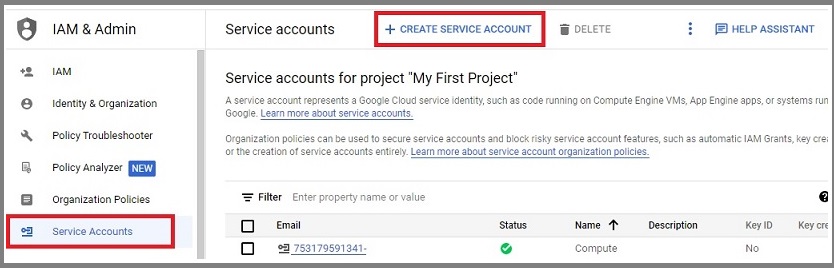 IAM & Admin
Service accounts
+ CREATE SERVICE ACCOUNT
DELETE
HELP ASSISTANT
IAM
Identity & Organization
Policy Troubleshooter
Policy Analyzer NEW
Organization Policies
Service Accounts
Service accounts for project "My First Project"
A service account represents a Google Cloud service identity, such as code running on Compute Engine VMs, App Engine apps, or systems run
Google. Learn more about service accounts.
Organization policies can be used to secure service accounts and block risky service account features, such as automatic IAM Grants, key crea
or the creation of service accounts entirely. Learn more about service account organization policies.
Filter Enter property name or value
Email Status Name Description Key ID Key cre
753179591341- Compute No